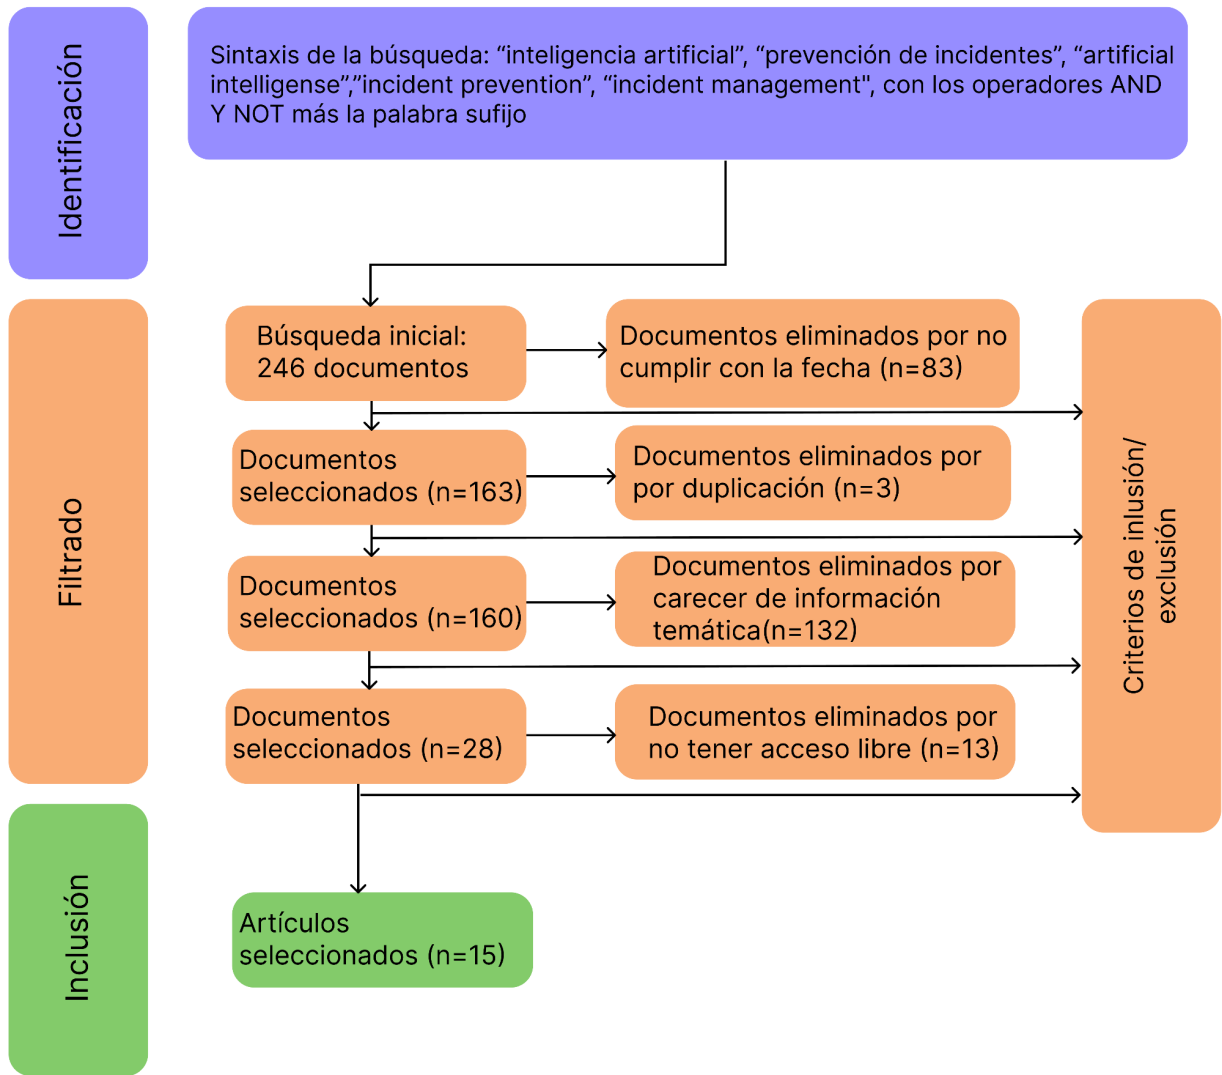 Identificación
Sintaxis de la búsqueda: “inteligencia artificial”, “prevención de incidentes”, “artificial
intelligense”,”incident prevention”, “incident management", con los operadores AND
Y NOT más la palabra sufijo
Filtrado
Búsqueda inicial:
246 documentos
Documentos eliminados por no
cumplir con la fecha (n=83)
Documentos
seleccionados (n=163)
Documentos eliminados por
por duplicación (n=3)
Documentos
seleccionados (n=160)
Documentos eliminados por
carecer de información
temática(n=132)
Documentos
seleccionados (n=28)
Documentos eliminados por
no tener acceso libre (n=13)
Criterios de inlusión/
exclusión
Inclusión
Artículos
seleccionados (n=15)